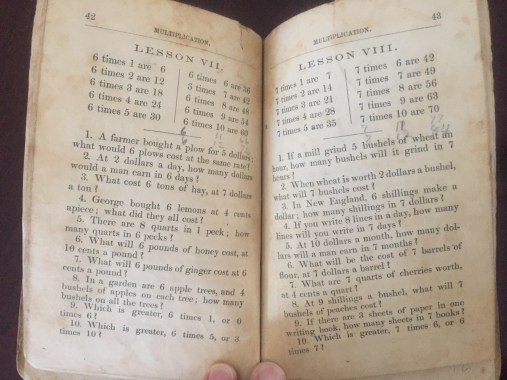 42
MULTIPLICATION.
LESSON VII.
6 times 1 are 6
6 times 2 are 12
6 times 3 are 18
6 times 4 are 24
6 times 5 are 30
6 times 6 are 36
times 7 are 42
6 times 8 are 48
6 times 9 are 54
6 times 10 are 60
1. A farmer bought a plow for 5 dollars;
what would 6 plows cost at the same rate?
2. At 2 dollars a day, how many dollars
would a man earn in 6 days?
3. What cost 6 tons of hay, at 7 dollars
a ton?
4. George bought 6 lemons at 4 cents
apiece; what did they all cost?
5. There are 8 quarts in 1 peck; how
many quarts in 6 pecks?
6. What will 6 pounds of honey cost, at
10 cents a pound?
7. What will 6 pounds of ginger cost at 6
cents a pound?
8. In a garden are 6 apple trees, and 4
bushels of apples on each tree; how many
bushels on all the trees?
9. Which is greater, 6 times 1, or 0
times 6?
10. Which is greater, 6 times 5, or 3
times 10?
43
MULTIPLICATION.
LESSON VIII.
7 times 1 are 7
7 times 2 are 14
7 times 3 are 21
7 times 4 are 28
7 times 5 are 35
7 times 6 are 42
7 times 7 are 49
7 times 8 are 56
7 times 9 are 63
7 times 10 are 70
1. If a mill grind 5 bushels of wheat an
hour, how many bushels will it grind in 7
hours?
2. When wheat is worth 2 dollars a bushel,
what will 7 bushels cost?
3. In New England, 6 shillings make a
dollar; how many shillings in 7 dollars?
4. If you write 8 lines in a day, how many
lines will you write in 7 days?
5. At 10 dollars a month, how many dol-
lars will a man earn in 7 months?
6. What will be the cost of 7 barrels of
flour, at 7 dollars a barrel?
7. What are 7 quarts of cherries worth,
at 4 cents a quart?
8. At 9 shillings a bushel, what will 7
bushels of peaches cost?
9. If there are 3 sheets of paper in one
writing book, how many sheets in 7 books?
10. Which is greater, 7 times 6, or 6
times 7?